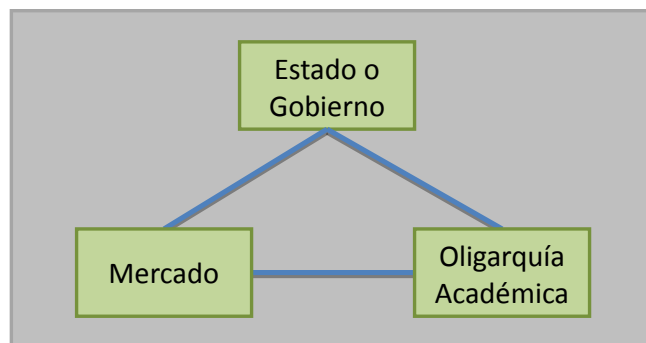 Estado o
Gobierno
Mercado
Oligarquía
Académica